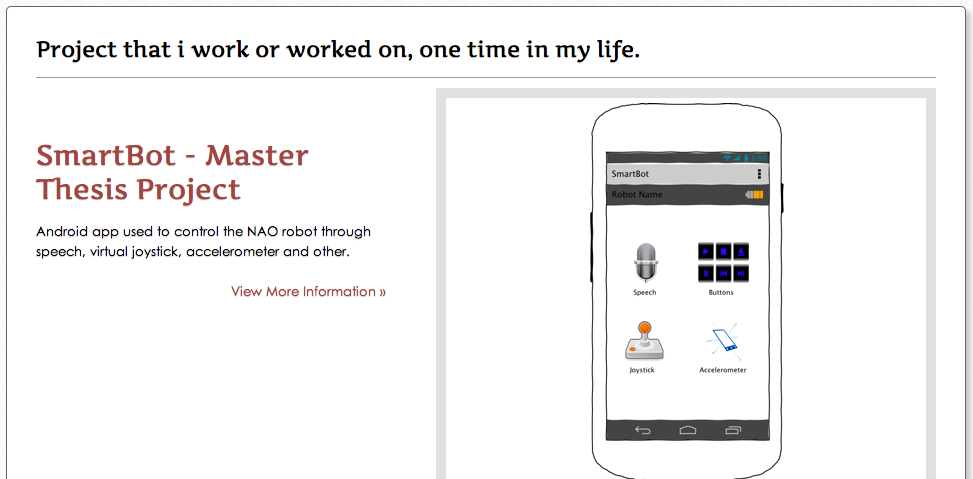 Project that i work or worked on, one time in my life.
SmartBot - Master
Thesis Project
Android app used to control the NAO robot through
speech, virtual joystick, accelerometer and other.
View More Information »
2:30
SmartBot
Robot Name
Speech
Buttons
Joystick
Accelerometer